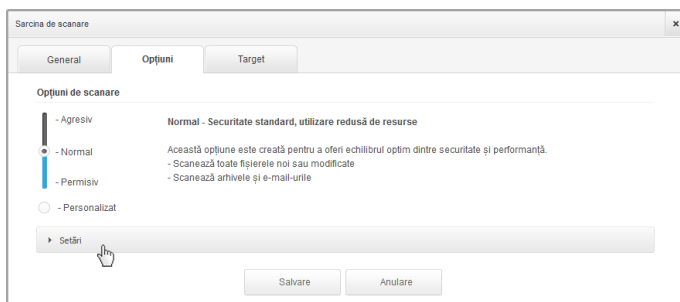 Sarcina de scanare
x
General
Opțiuni
Target
Opțiuni de scanare
- Agresiv
- Normal
- Permisiv
- Personalizat
Normal - Securitate standard, utilizare redusă de resurse
Această opțiune este creată pentru a oferi echilibrul optim dintre securitate și performanță.
- Scanează toate fișierele noi sau modificate
- Scanează arhivele și e-mail-urile
Setări
Salvare
Anulare